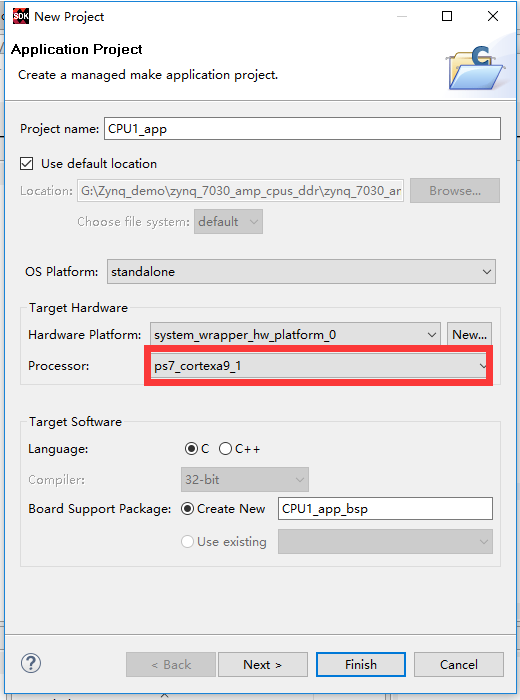 SDK New Project
Application Project
Create a managed make application project.
C
Project name: CPU1_app
Use default location
Location: G:\Zynq_demo\zynq_7030_amp_cpus_ddr\zynq_7030_an Browse...
Choose file system: default
OS Platform: standalone
Target Hardware
Hardware Platform: system_wrapper_hw_platform_0 New...
Processor: ps7_cortexa9_1
Target Software
Language: C C++
Compiler: 32-bit
Board Support Package: Create New CPU1_app_bsp
Use existing
? < Back Next > Finish Cancel